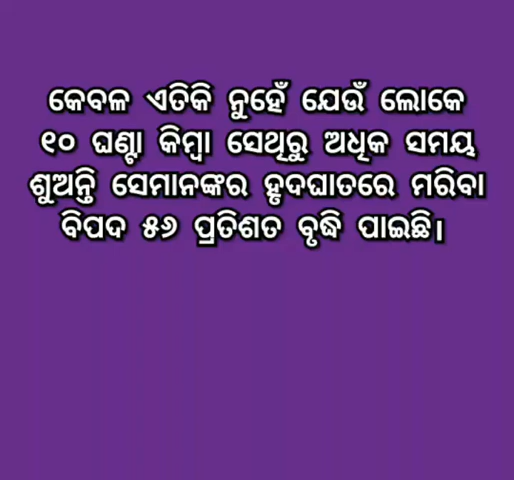 କେବଳ ଏତିକି ନୁହେଁ ଯେଉଁ ଲୋକେ
୧୦ ଘଣ୍ଟା କିମ୍ବା ସେଥିରୁ ଅଧିକ ସମୟ
ଶୁଅନ୍ତି ସେମାନଙ୍କର ହୃଦଘାତରେ ମରିବା
ବିପଦ ୫୬ ପ୍ରତିଶତ ବୃଦ୍ଧି ପାଇଛି।